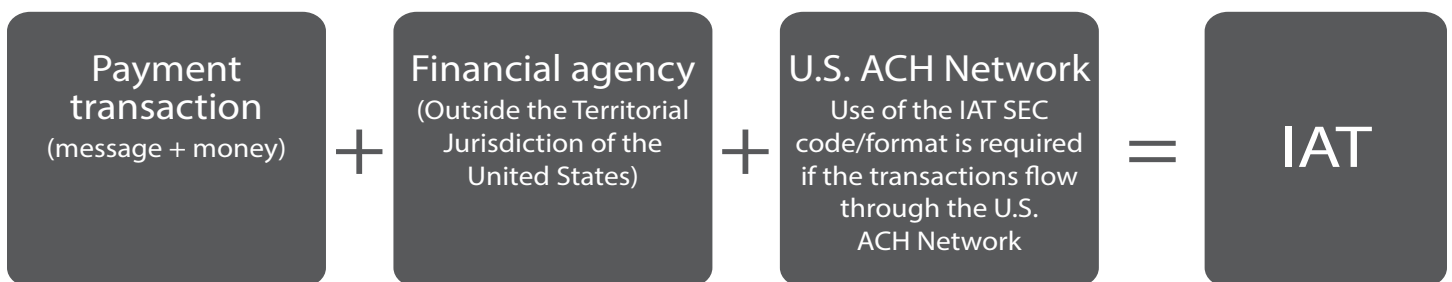 Payment
transaction
(message + money)
+
Financial agency
(Outside the Territorial
Jurisdiction of the
United States)
+
U.S. ACH Network
Use of the IAT SEC
code/format is required
if the transactions flow
through the U.S.
ACH Network
=
IAT